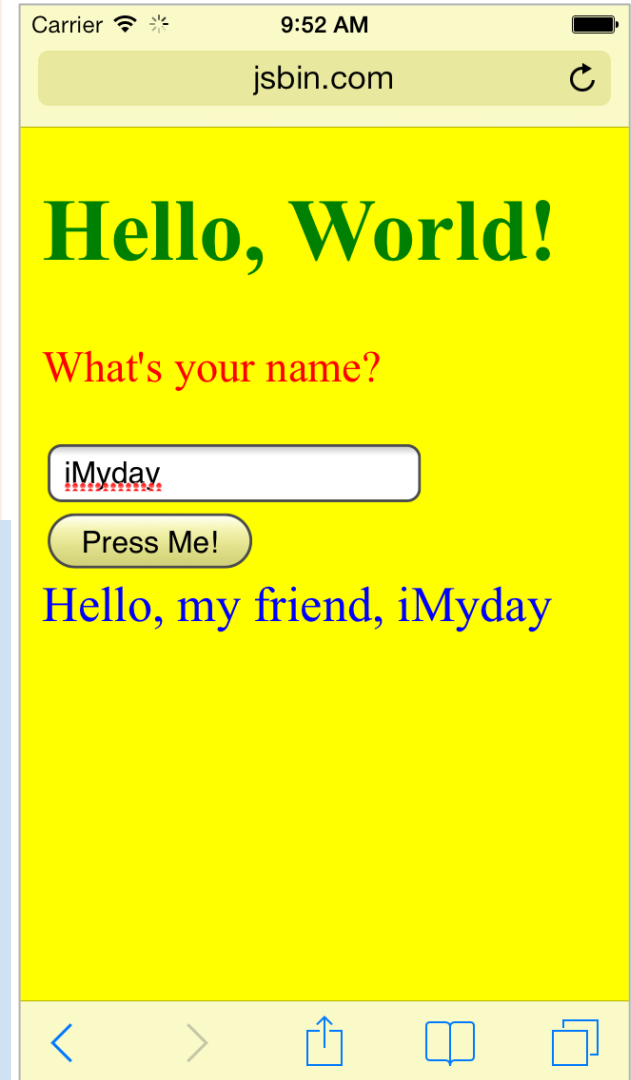 Carrier 9:52 AM
jsbin.com
Hello, World!
What's your name?
iMyday
Press Me!
Hello, my friend, iMyday